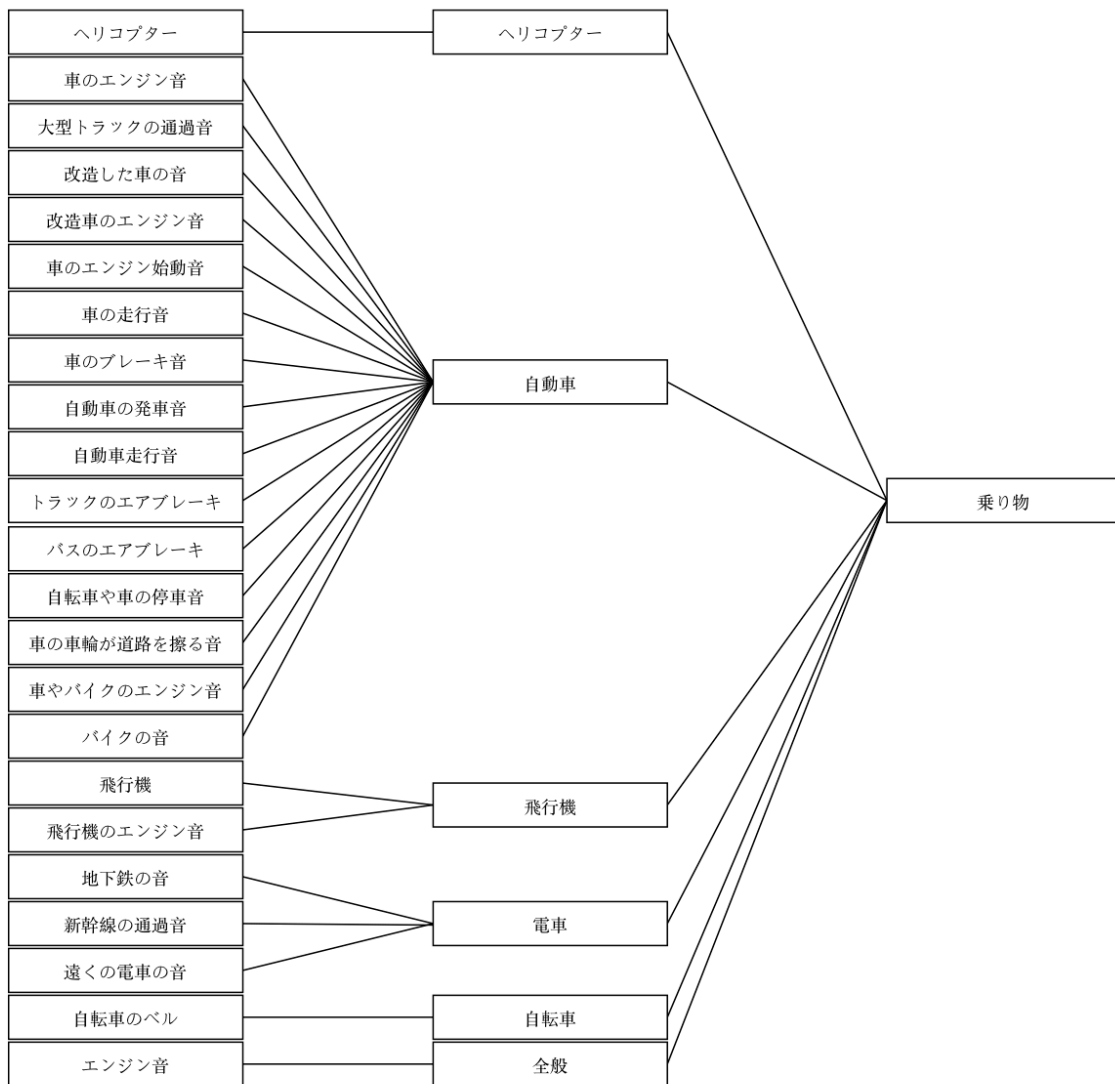 ヘリコプター
車のエンジン音
大型トラックの通過音
改造した車の音
改造車のエンジン音
車のエンジン始動音
車の走行音
車のブレーキ音
自動車の発車音
自動車走行音
トラックのエアブレーキ
バスのエアブレーキ
自転車や車の停車音
車の車輪が道路を擦る音
車やバイクのエンジン音
バイクの音
飛行機
飛行機のエンジン音
地下鉄の音
新幹線の通過音
遠くの電車の音
自転車のベル
エンジン音
ヘリコプター
自動車
飛行機
電車
自転車
全般
乗り物